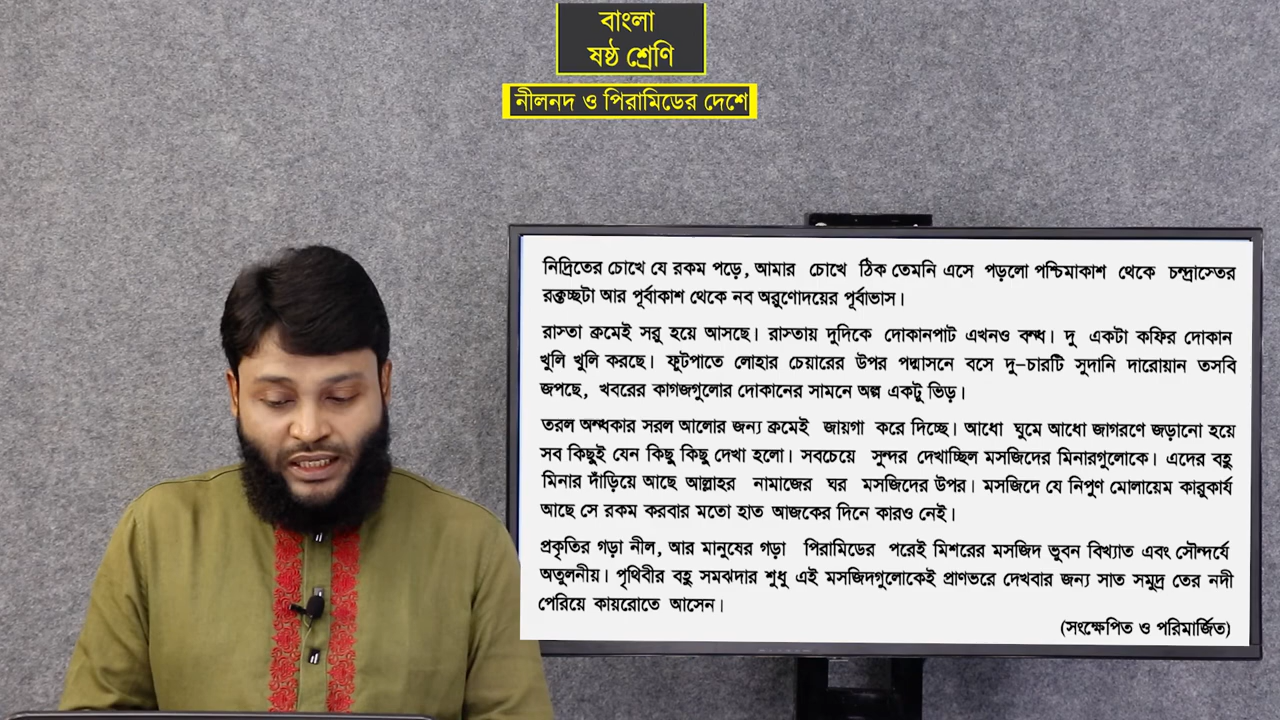 বাংলা
ষষ্ঠ শ্রেণি
নীলনদ ও পিরামিডের দেশে
নিদ্রিতের চোখে যে রকম পড়ে, আমার চোখে ঠিক তেমনি এসে পড়লো পশ্চিমাকাশ থেকে চন্দ্রাস্তের
রক্তচ্ছটা আর পূর্বাকাশ থেকে নব অরুণোদয়ের পূর্বাভাস।
রাস্তা ক্রমেই সরু হয়ে আসছে। রাস্তায় দুদিকে দোকানপাট এখনও বন্ধ। দু একটা কফির দোকান
খুলি খুলি করছে। ফুটপাতে লোহার চেয়ারের উপর পদ্মাসনে বসে দু-চারটি সুদানি দারোয়ান তসবি
জপছে, খবরের কাগজগুলোর দোকানের সামনে অল্প একটু ভিড়।
তরল অন্ধকার সরল আলোর জন্য ক্রমেই জায়গা করে দিচ্ছে। আধো ঘুমে আধো জাগরণে জড়ানো হয়ে
সব কিছুই যেন কিছু কিছু দেখা হলো। সবচেয়ে সুন্দর দেখাচ্ছিল মসজিদের মিনারগুলোকে। এদের বহু
মিনার দাঁড়িয়ে আছে আল্লাহর নামাজের ঘর মসজিদের উপর। মসজিদে যে নিপুণ মোলায়েম কারুকার্য
আছে সে রকম করবার মতো হাত আজকের দিনে কারও নেই।
প্রকৃতির গড়া নীল, আর মানুষের গড়া পিরামিডের পরেই মিশরের মসজিদ ভুবন বিখ্যাত এবং সৌন্দর্যে
অতুলনীয়। পৃথিবীর বহু সমঝদার শুধু এই মসজিদগুলোকেই প্রাণভরে দেখবার জন্য সাত সমুদ্র তের নদী
পেরিয়ে কায়রোতে আসেন।
(সংক্ষেপিত ও পরিমার্জিত)